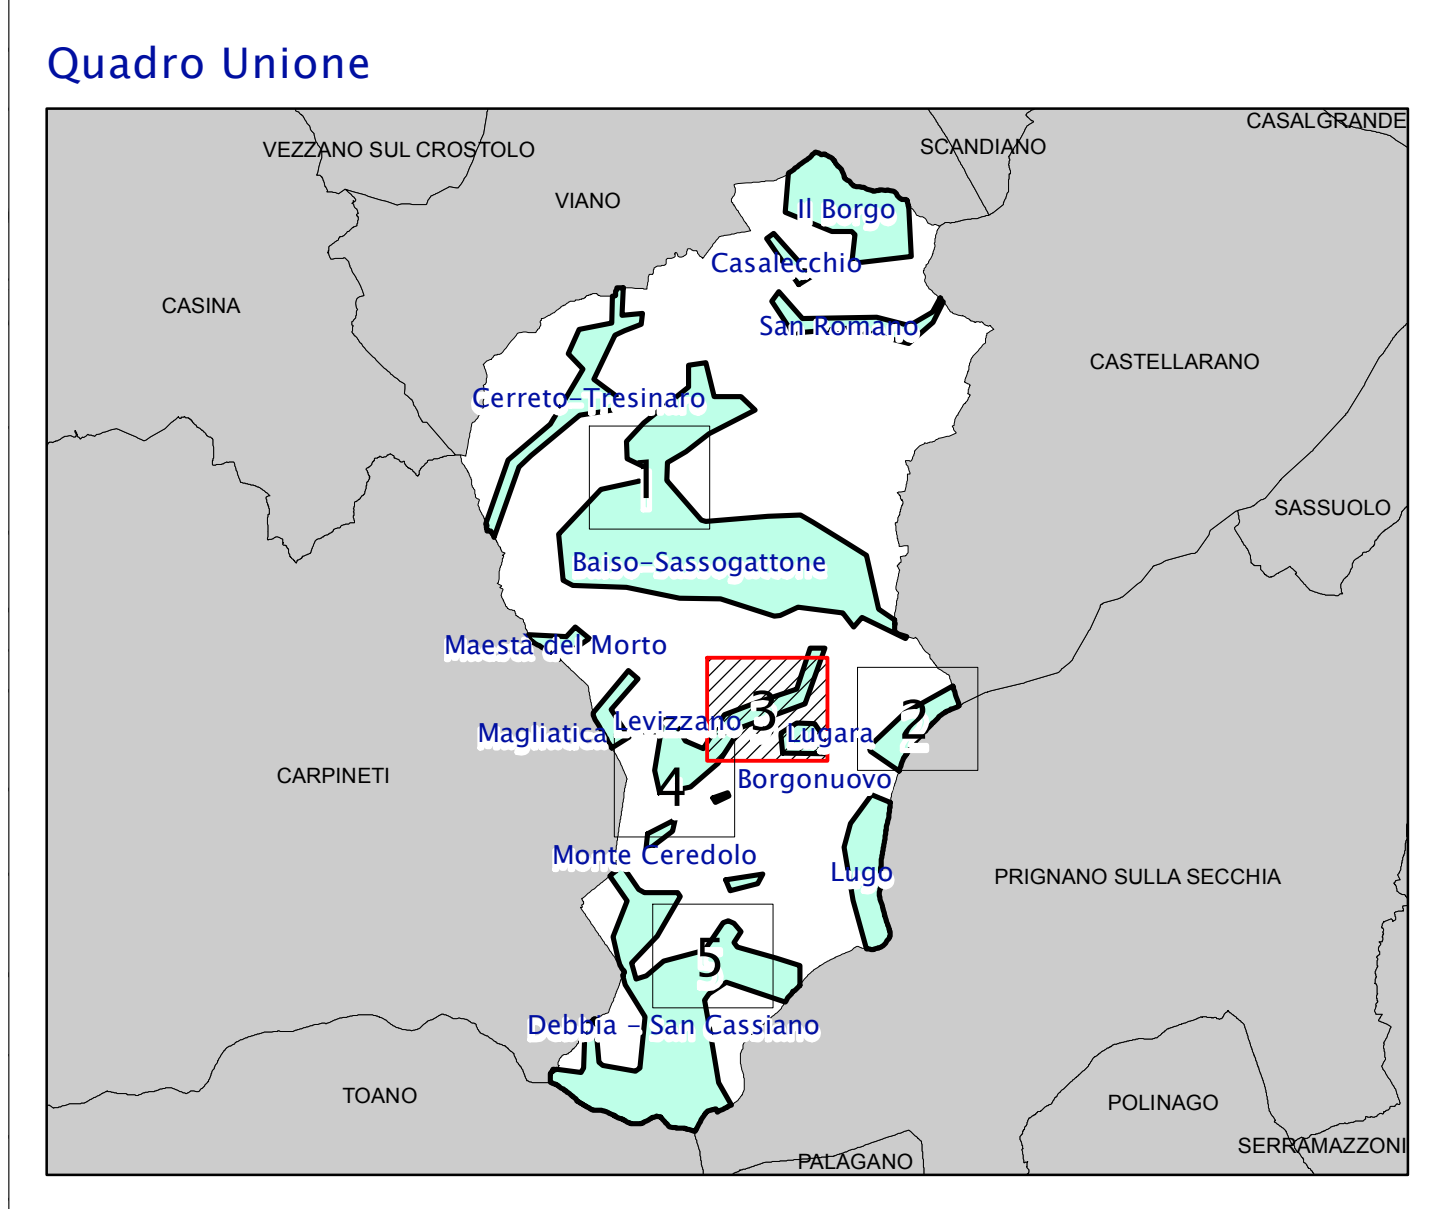 Quadro Unione
CASALGRANDE
VEZZANO SUL CROSTOLO
SCANDIANO
VIANO
Il Borgo
Casalecchio
CASINA
San Romano
CASTELLARANO
Cerreto-Tresinaro
1
SASSUOLO
Baiso-Sassogattone
Maestà del Morto
3
Levizzano
2
Magliatica
Lugara
CARPINETI
Borgonuovo
4
Monte Ceredolo
Lugo
PRIGNANO SULLA SECCHIA
5
Debbia - San Cassiano
TOANO
POLINAGO
SERRAMAZZONI
PALAGANO